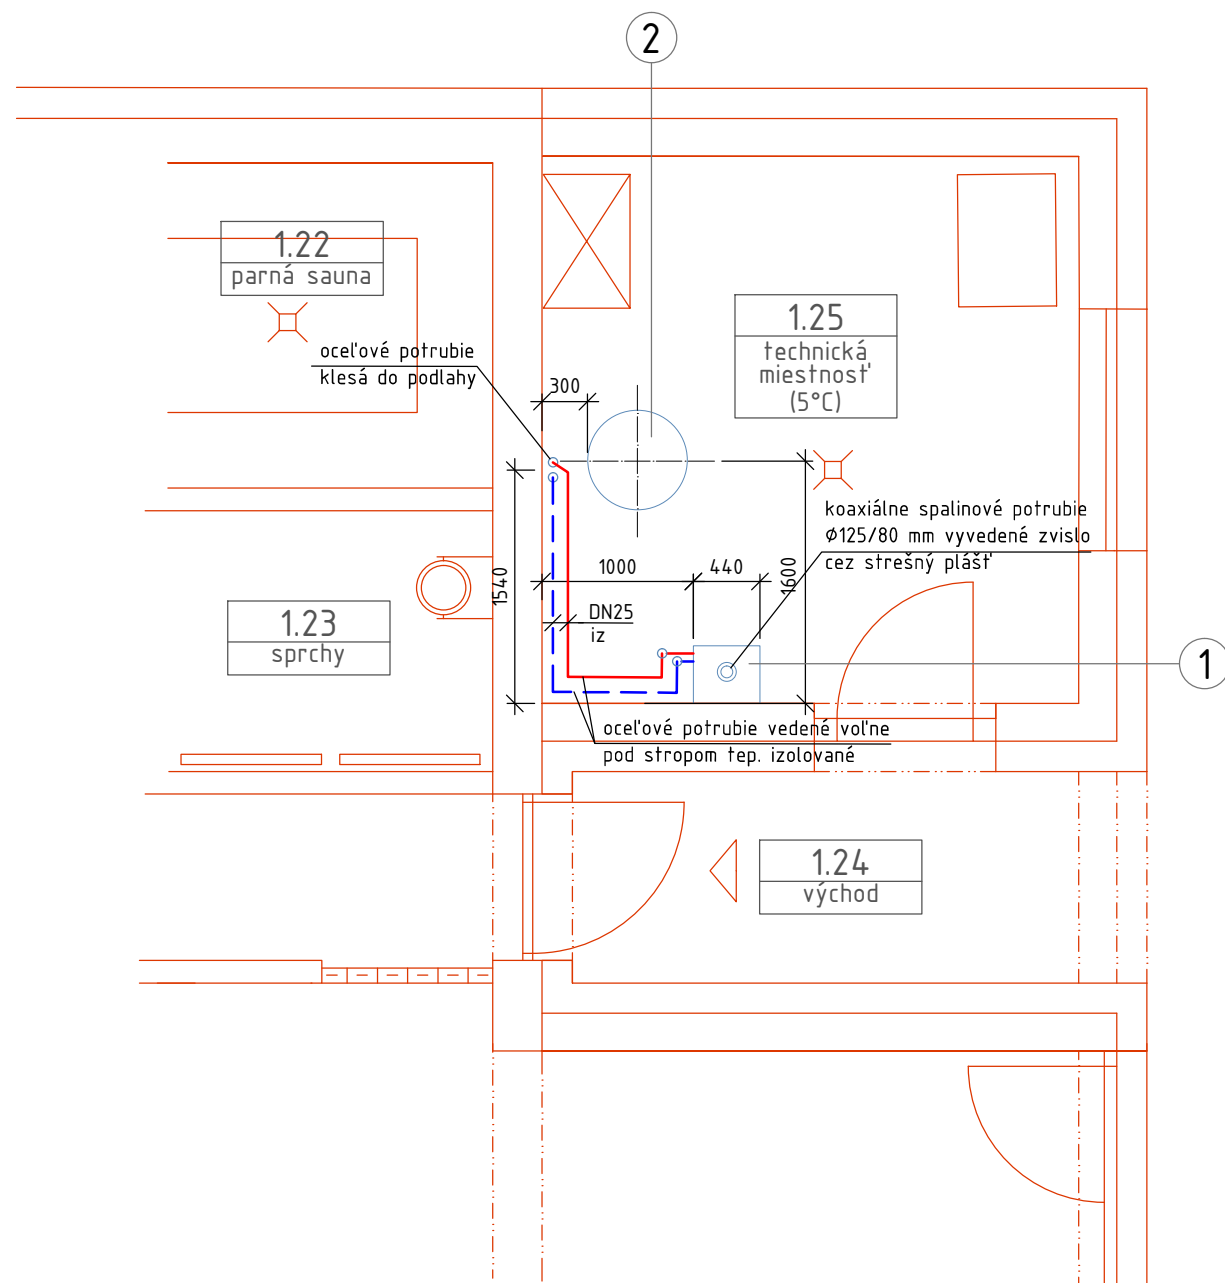 2
1.22
parná sauna
1.25
technická
miestnosť
(5°C)
oceľové potrubie
klesá do podlahy
300
koaxiálne spalinové potrubie
Ø125/80 mm vyvedené zvislo
cez strešný plášť
1540
1000
440
1600
DN25
iz
1.23
sprchy
1
oceľové potrubie vedené voľne
pod stropom tep. izolované
1.24
východ